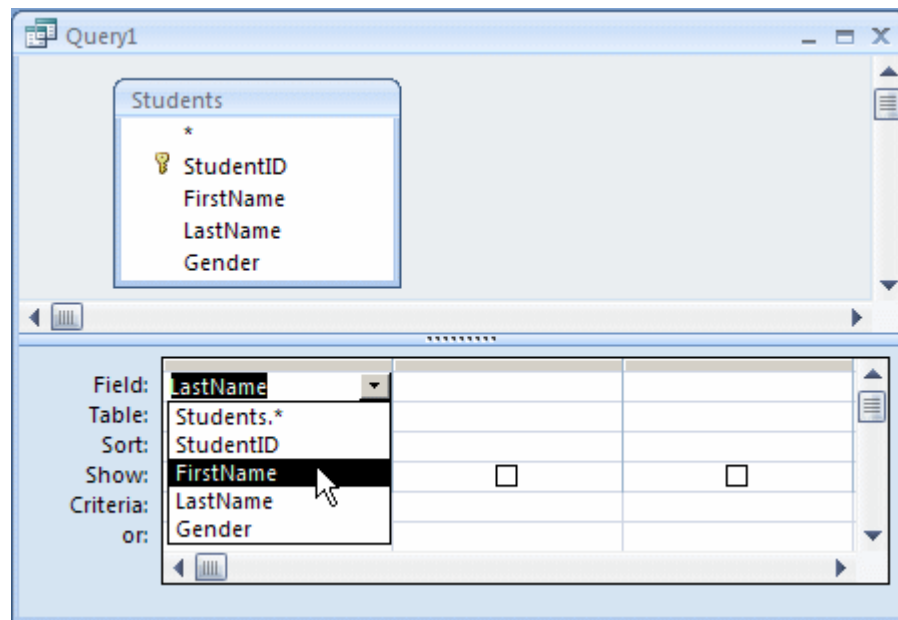 Query1
Students
*
StudentID
FirstName
LastName
Gender
Field: LastName
Table: Students.*
Sort: StudentID
Show: FirstName
Criteria: LastName
or: Gender